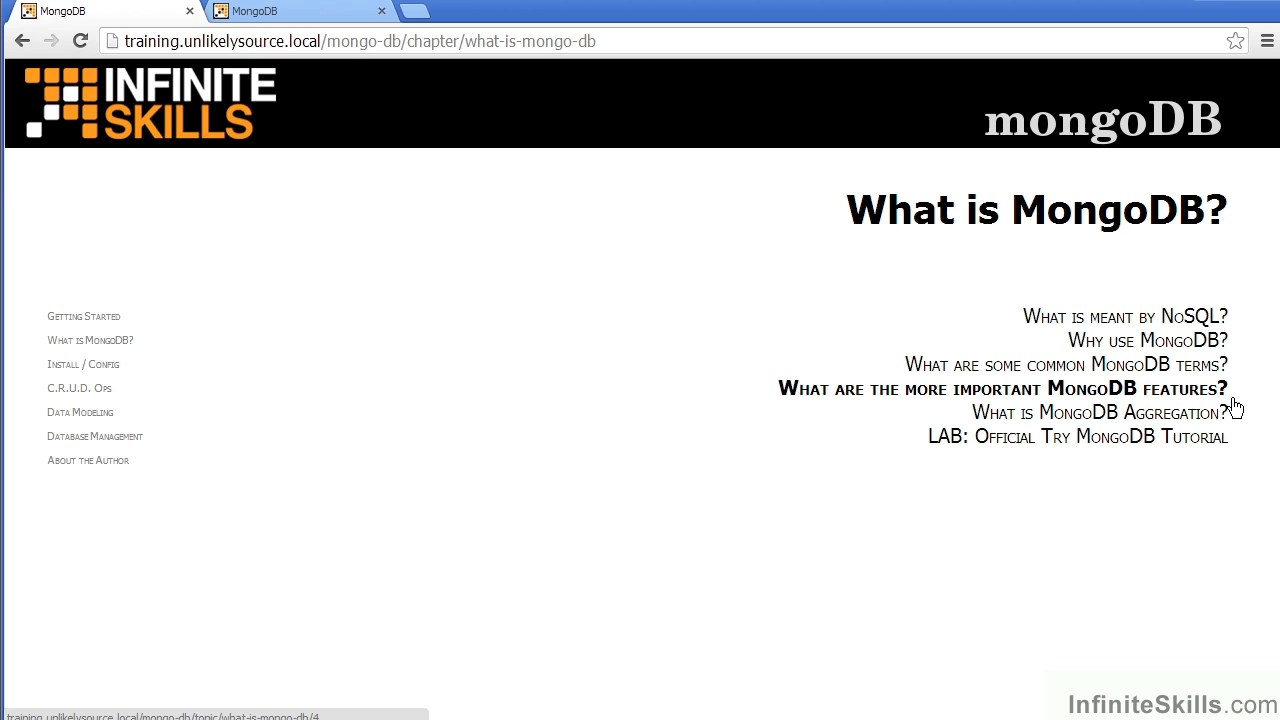 MongoDB
MongoDB
training.unlikelysource.local/mongo-db/chapter/what-is-mongo-db
INFINITE
SKILLS
mongoDB
What is MongoDB?
Getting Started
What is MongoDB?
Install / Config
C.R.U.D. Ops
Data Modeling
Database Management
About the Author
What is meant by NoSQL?
Why use MongoDB?
What are some common MongoDB terms?
What are the more important MongoDB features?
What is MongoDB Aggregation?
LAB: Official Try MongoDB Tutorial
InfiniteSkills.com
training.unlikelysource.local/mongo-db/topic/what-is-mongo-db/4